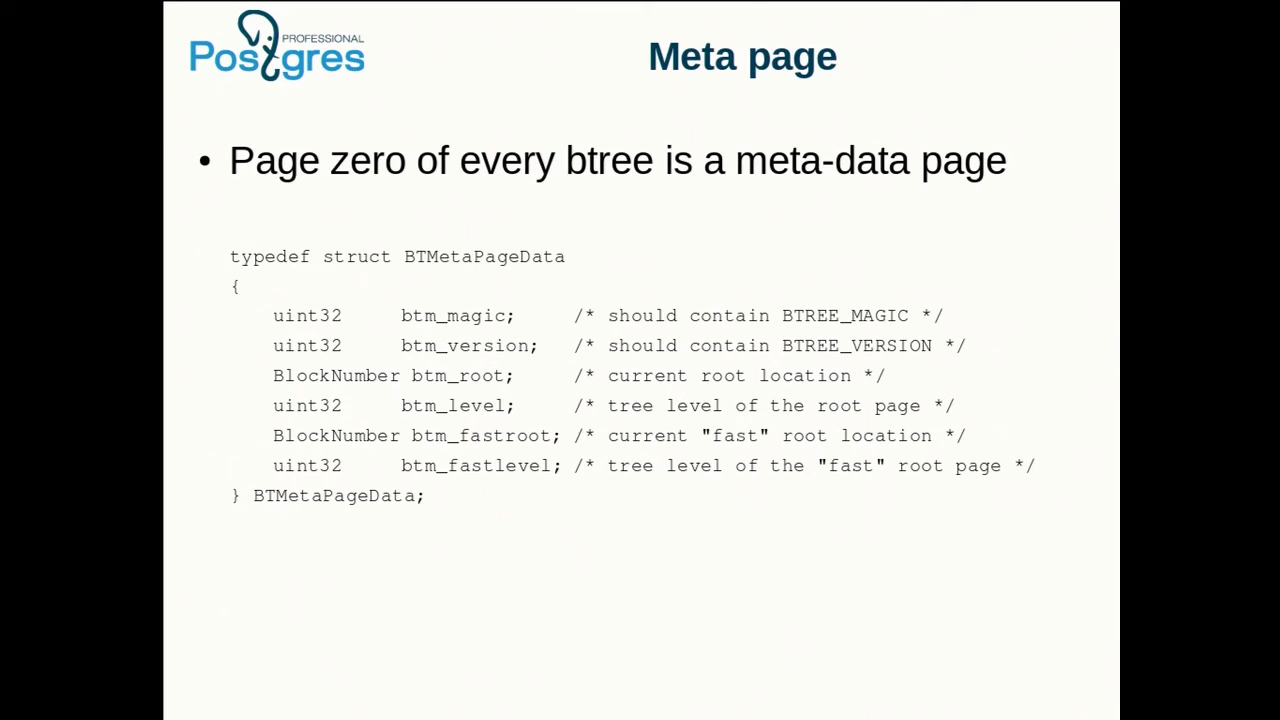 PROFESSIONAL
Postgres
Meta page
• Page zero of every btree is a meta-data page
typedef struct BTMetaPageData
{
    uint32     btm_magic;     /* should contain BTREE_MAGIC */
    uint32     btm_version;   /* should contain BTREE_VERSION */
    BlockNumber btm_root;     /* current root location */
    uint32     btm_level;     /* tree level of the root page */
    BlockNumber btm_fastroot; /* current "fast" root location */
    uint32     btm_fastlevel; /* tree level of the "fast" root page */
} BTMetaPageData;